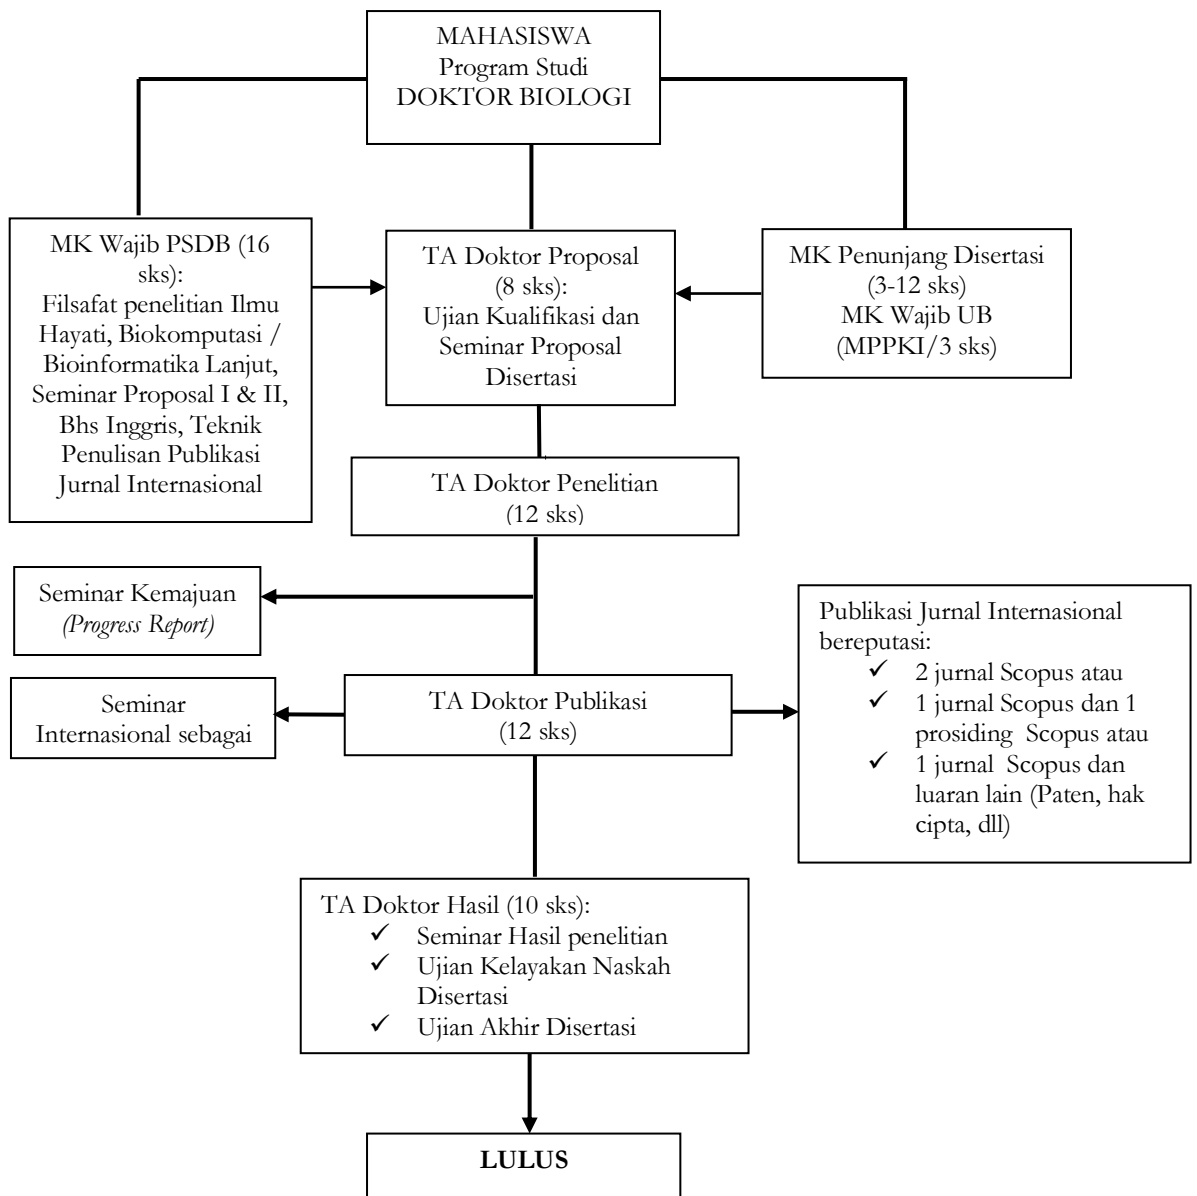 MAHASISWA
Program Studi
DOKTOR BIOLOGI
MK Wajib PSDB (16
sks):
Filsafat penelitian Ilmu
Hayati, Biokomputasi /
Bioinformatika Lanjut,
Seminar Proposal I & II,
Bhs Inggris, Teknik
Penulisan Publikasi
Jurnal Internasional
TA Doktor Proposal
(8 sks):
Ujian Kualifikasi dan
Seminar Proposal
Disertasi
MK Penunjang Disertasi
(3-12 sks)
MK Wajib UB
(MPPKI/3 sks)
TA Doktor Penelitian
(12 sks)
Seminar Kemajuan
(Progress Report)
Seminar
Internasional sebagai
TA Doktor Publikasi
(12 sks)
Publikasi Jurnal Internasional
bereputasi:
✓ 2 jurnal Scopus atau
✓ 1 jurnal Scopus dan 1
prosiding Scopus atau
✓ 1 jurnal Scopus dan
luaran lain (Paten, hak
cipta, dll)
TA Doktor Hasil (10 sks):
✓ Seminar Hasil penelitian
✓ Ujian Kelayakan Naskah
Disertasi
✓ Ujian Akhir Disertasi
LULUS